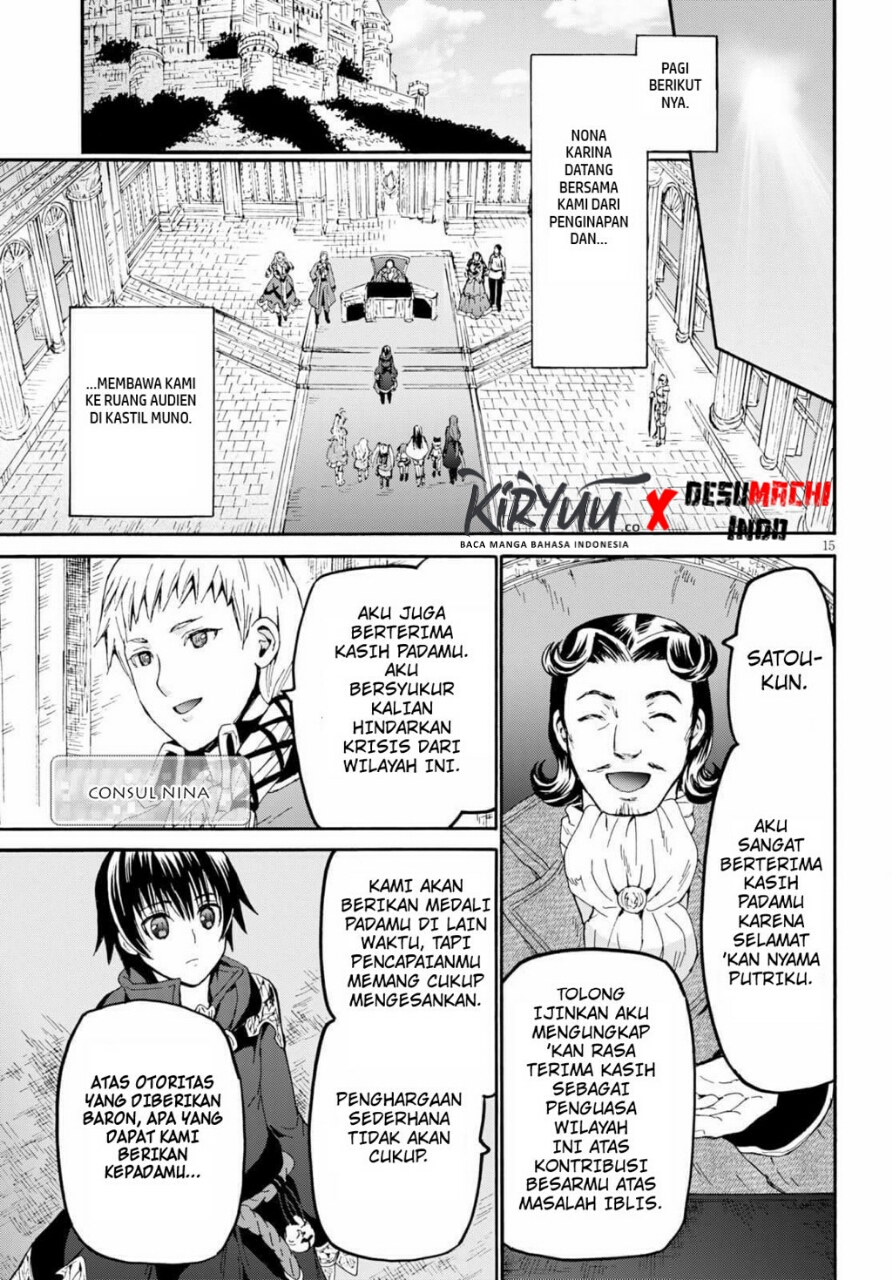 PAGI
BERIKUT
NYA.
NONA
KARINA
DATANG
BERSAMA
KAMI DARI
PENGINAPAN
DAN...
...MEMBAWA KAMI
KE RUANG AUDIEN
DI KASTIL MUNO.
KIRYUU.CO X DESUMACHI
INDO
BACA MANGA BAHASA INDONESIA
15
SATOU-
KUN.
AKU
SANGAT
BERTERIMA
KASIH
PADAMU
KARENA
SELAMAT
'KAN NYAMA
PUTRIKU.
TOLONG
IJINKAN AKU
MENGUNGKAP
'KAN RASA
TERIMA KASIH
SEBAGAI
PENGUASA
WILAYAH
INI ATAS
KONTRIBUSI
BESARMU ATAS
MASALAH IBLIS.
AKU JUGA
BERTERIMA
KASIH PADAMU.
AKU
BERSYUKUR
KALIAN
HINDARKAN
KRISIS DARI
WILAYAH INI.
CONSUL NINA
KAMI AKAN
BERIKAN MEDALI
PADAMU DI LAIN
WAKTU, TAPI
PENCAPAIANMU
MEMANG CUKUP
MENGESANKAN.
PENGHARGAAN
SEDERHANA
TIDAK AKAN
CUKUP.
ATAS OTORITAS
YANG DIBERIKAN
BARON, APA YANG
DAPAT KAMI
BERIKAN
KEPADAMU...